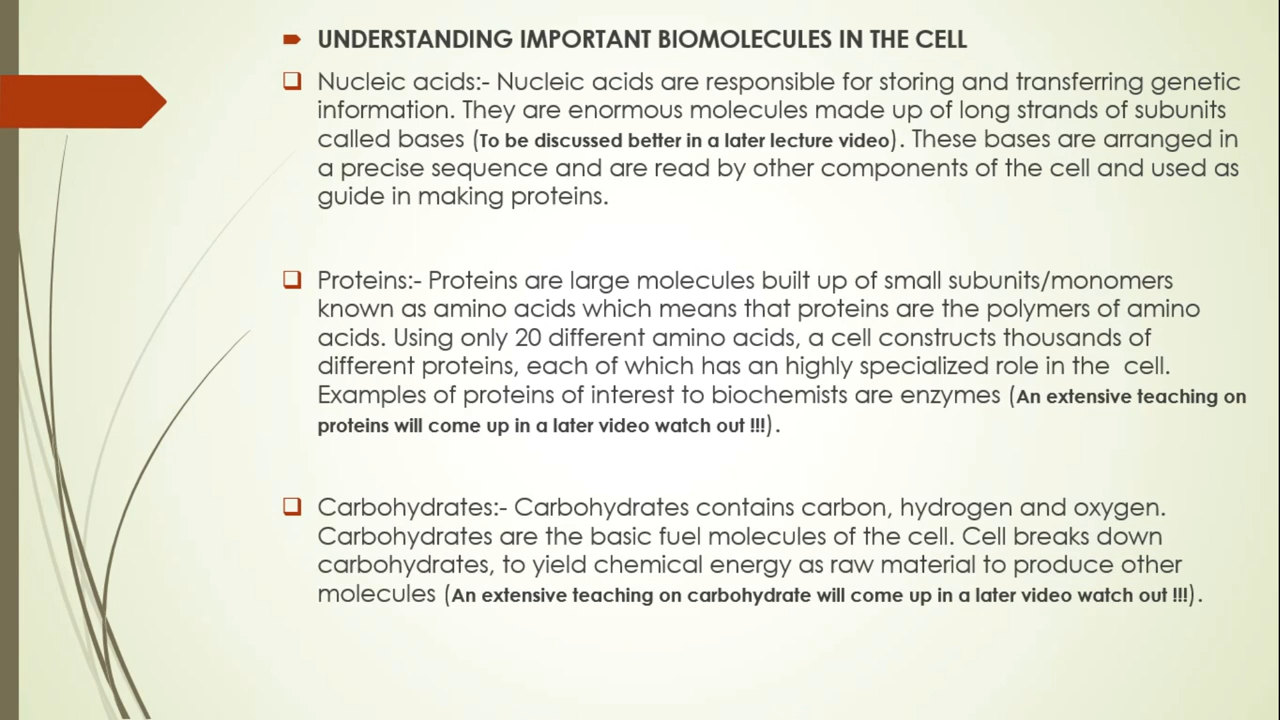 UNDERSTANDING IMPORTANT BIOMOLECULES IN THE CELL
Nucleic acids:- Nucleic acids are responsible for storing and transferring genetic
information. They are enormous molecules made up of long strands of subunits
called bases (To be discussed better in a later lecture video). These bases are arranged in
a precise sequence and are read by other components of the cell and used as
guide in making proteins.
Proteins:- Proteins are large molecules built up of small subunits/monomers
known as amino acids which means that proteins are the polymers of amino
acids. Using only 20 different amino acids, a cell constructs thousands of
different proteins, each of which has an highly specialized role in the  cell.
Examples of proteins of interest to biochemists are enzymes (An extensive teaching on
proteins will come up in a later video watch out !!!).
Carbohydrates:- Carbohydrates contains carbon, hydrogen and oxygen.
Carbohydrates are the basic fuel molecules of the cell. Cell breaks down
carbohydrates, to yield chemical energy as raw material to produce other
molecules (An extensive teaching on carbohydrate will come up in a later video watch out !!!).